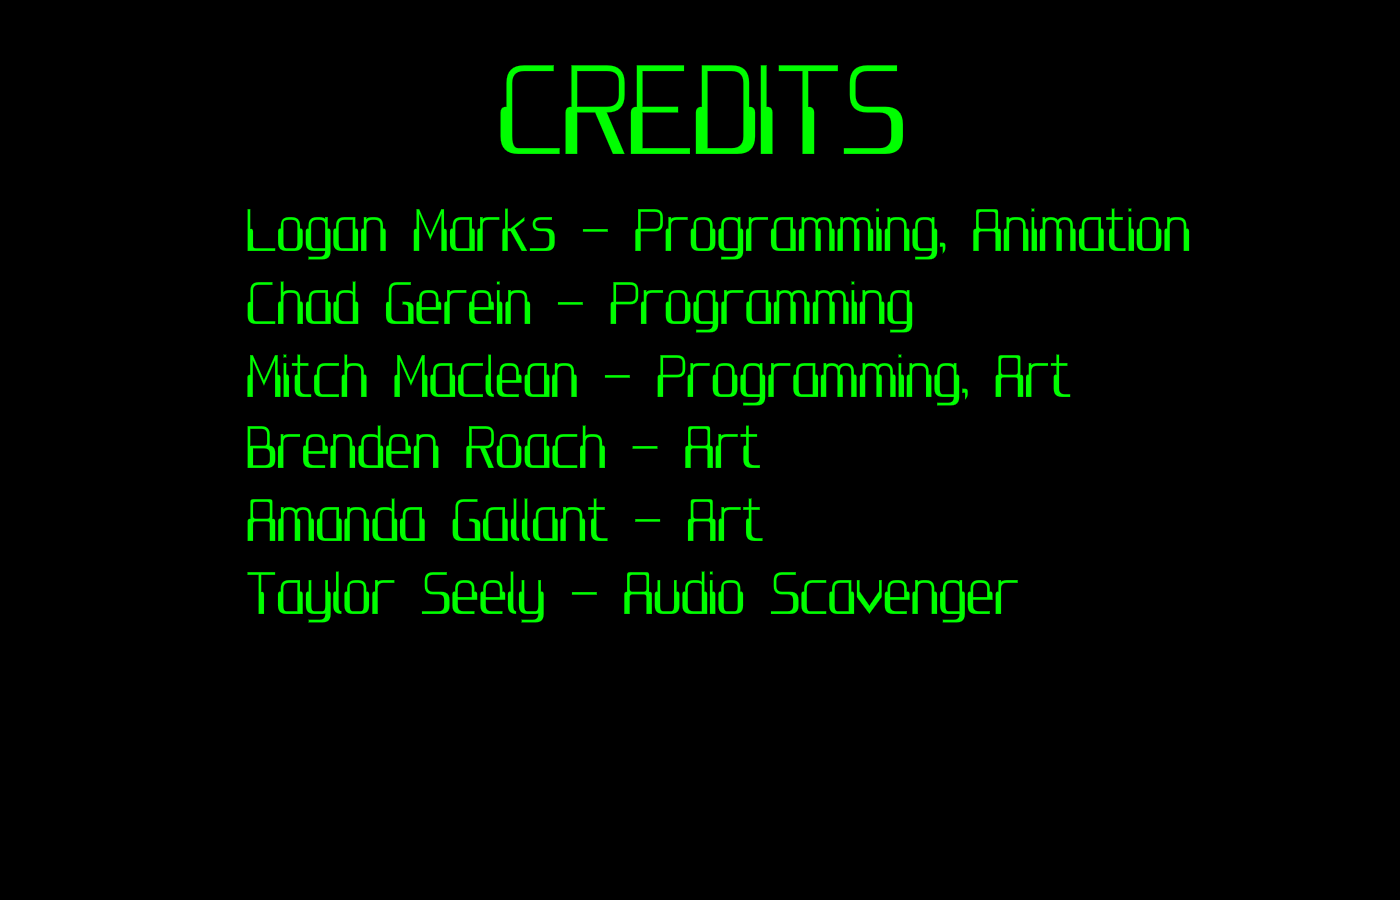 CREDITS
Logan Marks - Programming, Animation
Chad Gerein - Programming
Mitch Maclean - Programming, Art
Brenden Roach - Art
Amanda Gallant - Art
Taylor Seely - Audio Scavenger